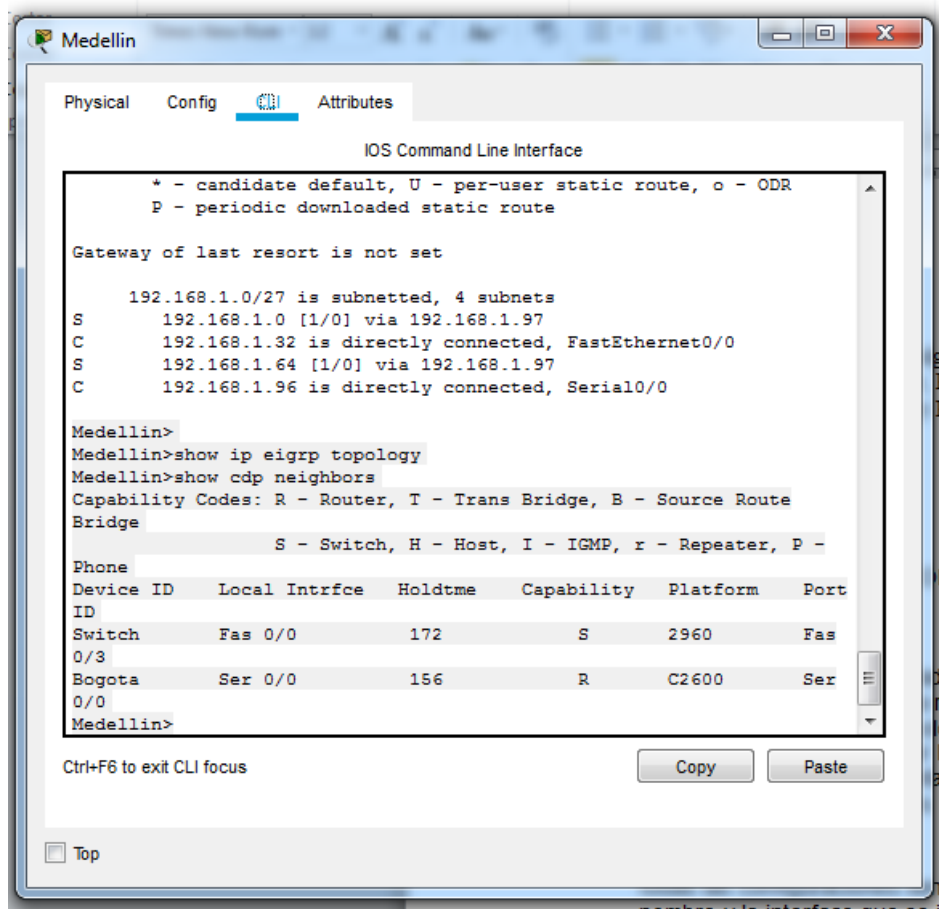 Medellin
Physical Config CLI Attributes
IOS Command Line Interface
* - candidate default, U - per-user static route, o - ODR
P - periodic downloaded static route
Gateway of last resort is not set
192.168.1.0/27 is subnetted, 4 subnets
S 192.168.1.0 [1/0] via 192.168.1.97
C 192.168.1.32 is directly connected, FastEthernet0/0
S 192.168.1.64 [1/0] via 192.168.1.97
C 192.168.1.96 is directly connected, Serial0/0
Medellin>
Medellin>show ip eigrp topology
Medellin>show cdp neighbors
Capability Codes: R - Router, T - Trans Bridge, B - Source Route
Bridge
S - Switch, H - Host, I - IGMP, r - Repeater, P -
Phone
Device ID Local Intrfce Holdtme Capability Platform Port
ID
Switch Fas 0/0 172 S 2960 Fas
0/3
Bogota Ser 0/0 156 R C2600 Ser
0/0
Medellin>
Ctrl+F6 to exit CLI focus
Copy Paste
Top